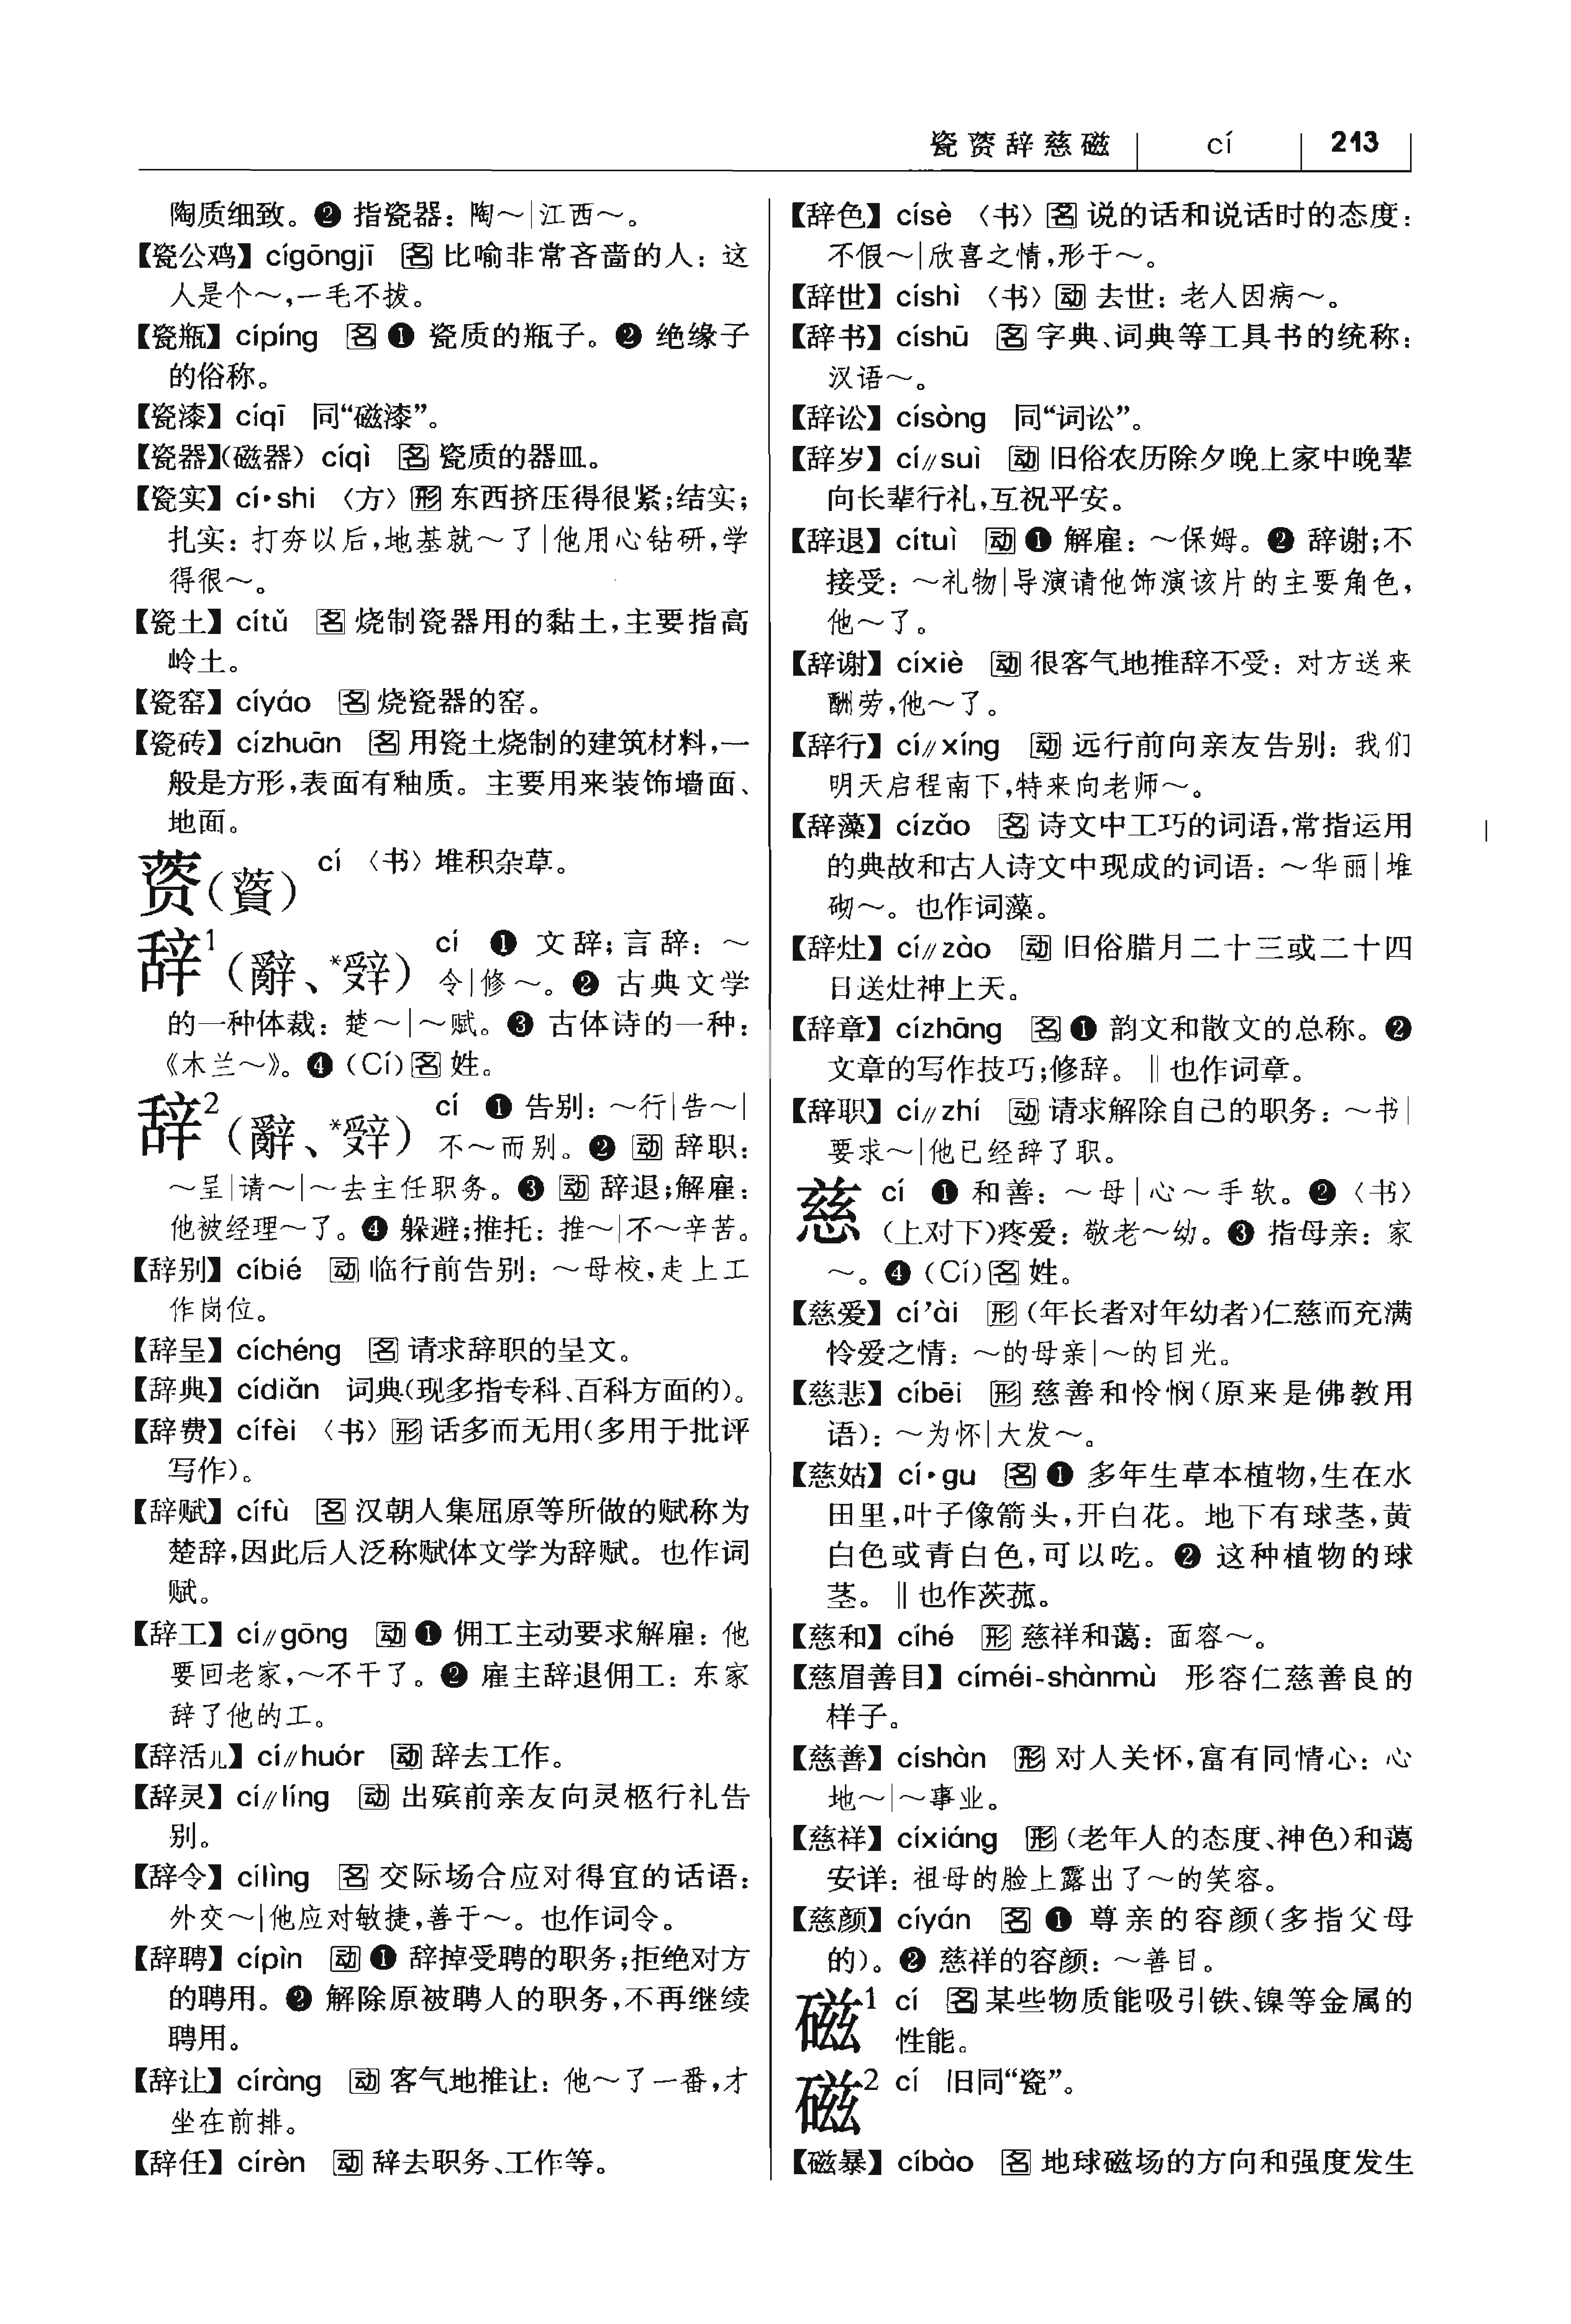 瓷薋辞慈磁 cí 213
陶质细致。❷ 指瓷器：陶～|江西～。
【瓷公鸡】cígōngjī 名 比喻非常吝啬的人：这
人是个～，一毛不拔。
【瓷瓶】cípíng 名 ❶ 瓷质的瓶子。❷ 绝缘子
的俗称。
【瓷漆】cíqī 同“磁漆”。
【瓷器】（磁器） cíqì 名 瓷质的器皿。
【瓷实】cí·shi 〈方〉形 东西挤压得很紧；结实；
扎实：打夯以后，地基就～了|他用心钻研，学
得很～。
【瓷土】cítǔ 名 烧制瓷器用的黏土，主要指高
岭土。
【瓷窑】cíyáo 名 烧瓷器的窑。
【瓷砖】cízhuān 名 用瓷土烧制的建筑材料，一
般是方形，表面有釉质。主要用来装饰墙面、
地面。
𫎬（薋） cí 〈书〉堆积杂草。
辞¹（辭、*辤） cí ❶ 文辞；言辞：～
令|修～。❷ 古典文学
的一种体裁：楚～|～赋。❸ 古体诗的一种：
《木兰～》。❹（Cí）名 姓。
辞²（辭、*辤） cí ❶ 告别：～行|告～|
不～而别。❷ 动 辞职：
～呈|请～|～去主任职务。❸ 动 辞退；解雇：
他被经理～了。❹ 躲避；推托：推～|不～辛苦。
【辞别】cíbié 动 临行前告别：～母校，走上工
作岗位。
【辞呈】cíchéng 名 请求辞职的呈文。
【辞典】cídiǎn 词典（现多指专科、百科方面的）。
【辞费】cífèi 〈书〉形 话多而无用（多用于批评
写作）。
【辞赋】cífù 名 汉朝人集屈原等所做的赋称为
楚辞，因此后人泛称赋体文学为辞赋。也作词
赋。
【辞工】cí//gōng 动 ❶ 佣工主动要求解雇：他
要回老家，～不干了。❷ 雇主辞退佣工：东家
辞了他的工。
【辞活儿】cí//huór 动 辞去工作。
【辞灵】cí//líng 动 出殡前亲友向灵柩行礼告
别。
【辞令】cílìng 名 交际场合应对得宜的话语：
外交～|他应对敏捷，善于～。也作词令。
【辞聘】cípìn 动 ❶ 辞掉受聘的职务；拒绝对方
的聘用。❷ 解除原被聘人的职务，不再继续
聘用。
【辞让】círàng 动 客气地推让：他～了一番，才
坐在前排。
【辞任】círèn 动 辞去职务、工作等。
【辞色】císè 〈书〉名 说的话和说话时的态度：
不假～|欣喜之情，形于～。
【辞世】císhì 〈书〉动 去世：老人因病～。
【辞书】císhū 名 字典、词典等工具书的统称：
汉语～。
【辞讼】císòng 同“词讼”。
【辞岁】cí//suì 动 旧俗农历除夕晚上家中晚辈
向长辈行礼，互祝平安。
【辞退】cítuì 动 ❶ 解雇：～保姆。❷ 辞谢；不
接受：～礼物|导演请他饰演该片的主要角色，
他～了。
【辞谢】cíxiè 动 很客气地推辞不受：对方送来
酬劳，他～了。
【辞行】cí//xíng 动 远行前向亲友告别：我们
明天启程南下，特来向老师～。
【辞藻】cízǎo 名 诗文中工巧的词语，常指运用
的典故和古人诗文中现成的词语：～华丽|堆
砌～。也作词藻。
【辞灶】cí//zào 动 旧俗腊月二十三或二十四
日送灶神上天。
【辞章】cízhāng 名 ❶ 韵文和散文的总称。❷
文章的写作技巧；修辞。‖也作词章。
【辞职】cí//zhí 动 请求解除自己的职务：～书|
要求～|他已经辞了职。
慈 cí ❶ 和善：～母|心～手软。❷〈书〉
（上对下）疼爱：敬老～幼。❸ 指母亲：家
～。❹（Cí）名 姓。
【慈爱】cí’ài 形（年长者对年幼者）仁慈而充满
怜爱之情：～的母亲|～的目光。
【慈悲】cíbēi 形 慈善和怜悯（原来是佛教用
语）：～为怀|大发～。
【慈姑】cí·gu 名 ❶ 多年生草本植物，生在水
田里，叶子像箭头，开白花。地下有球茎，黄
白色或青白色，可以吃。❷ 这种植物的球
茎。‖也作茨菰。
【慈和】cíhé 形 慈祥和蔼：面容～。
【慈眉善目】címéi-shànmù 形容仁慈善良的
样子。
【慈善】císhàn 形 对人关怀，富有同情心：心
地～|～事业。
【慈祥】cíxiáng 形（老年人的态度、神色）和蔼
安详：祖母的脸上露出了～的笑容。
【慈颜】cíyán 名 ❶ 尊亲的容颜（多指父母
的）。❷ 慈祥的容颜：～善目。
磁¹ cí 名 某些物质能吸引铁、镍等金属的
性能。
磁² cí 旧同“瓷”。
【磁暴】cíbào 名 地球磁场的方向和强度发生